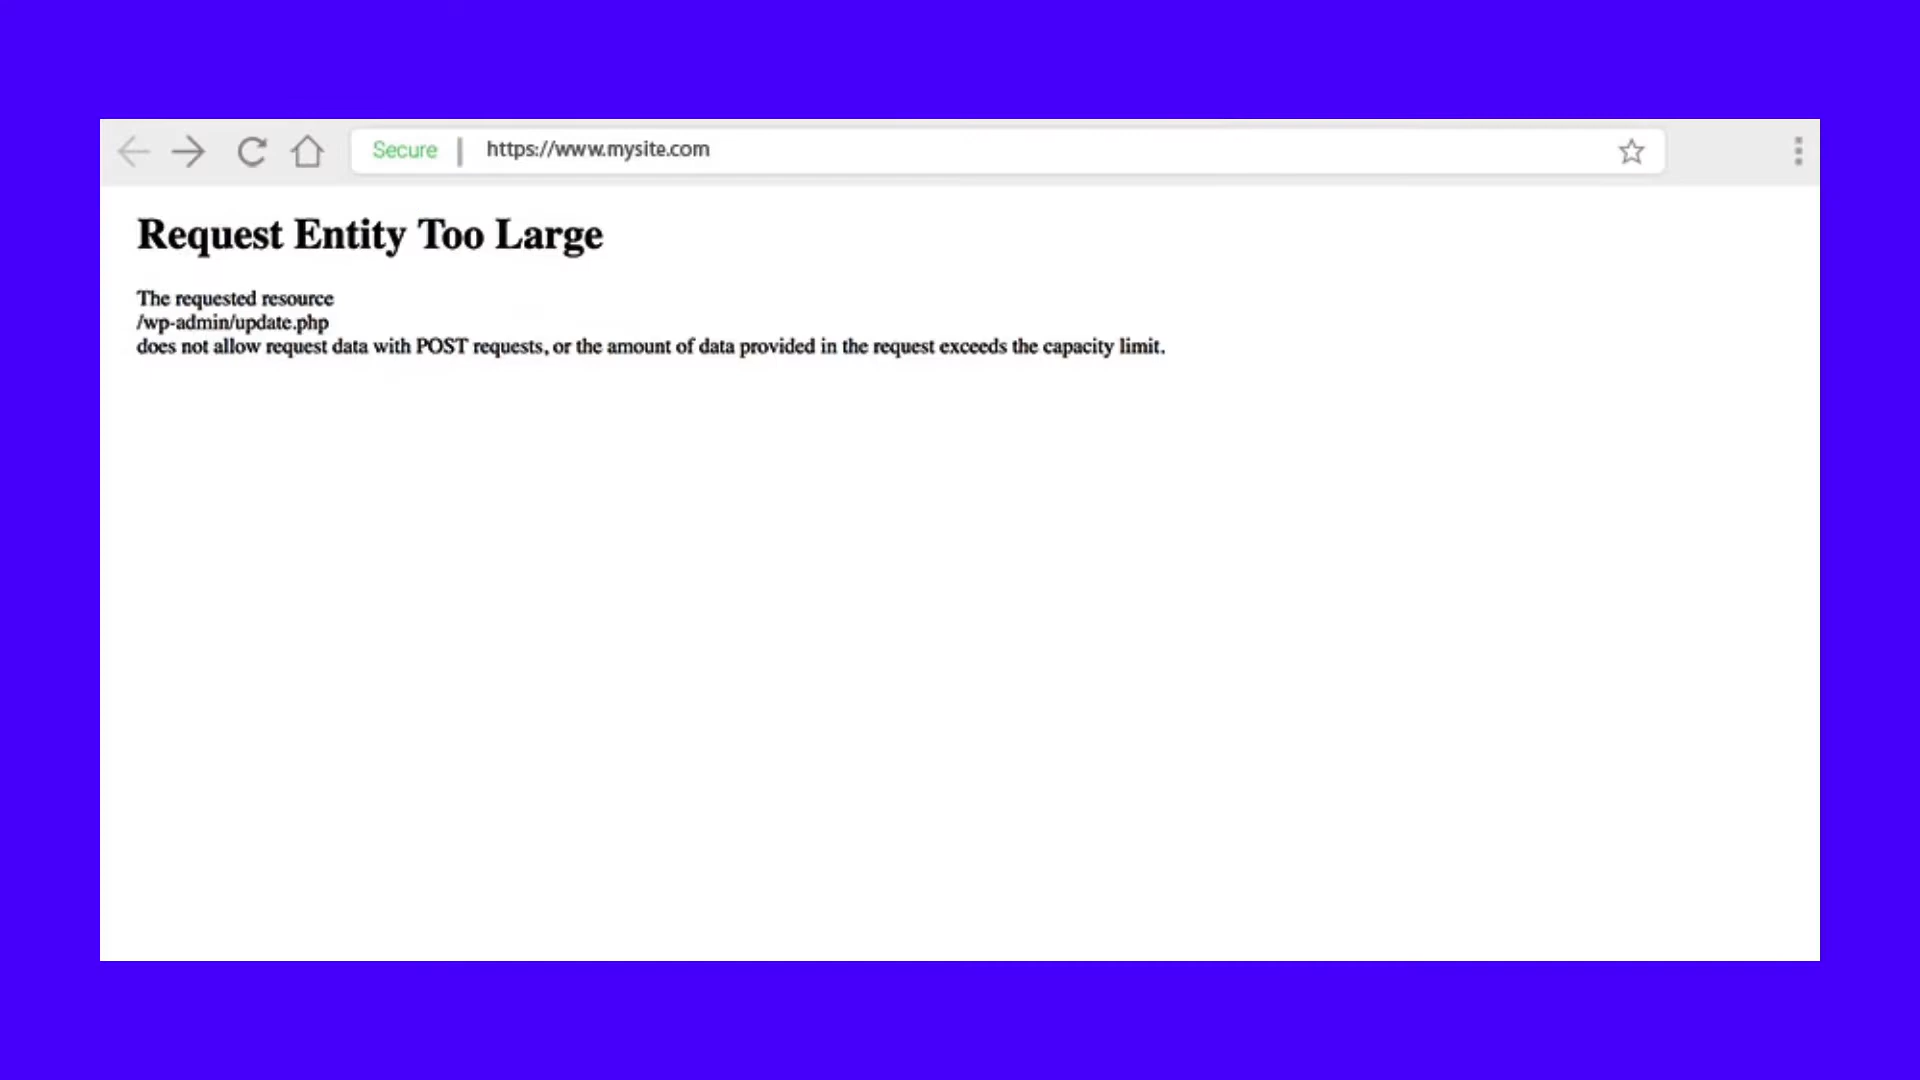 Secure | https://www.mysite.com
Request Entity Too Large
The requested resource
/wp-admin/update.php
does not allow request data with POST requests, or the amount of data provided in the request exceeds the capacity limit.